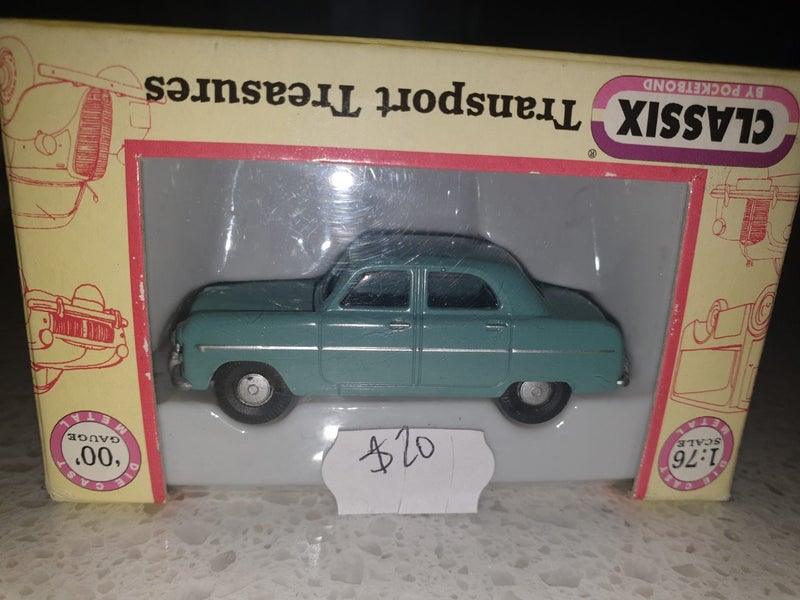 CLASSIX
BY POCKETBOND
®
Transport Treasures
1:76
SCALE
DIE CAST
METAL
'00'
GAUGE
DIE CAST
METAL
$20